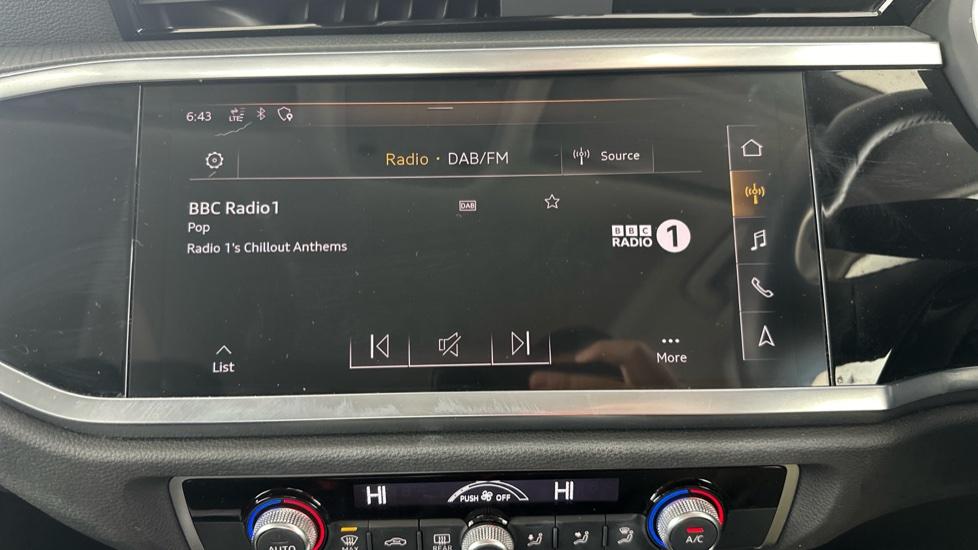 6:43 LTE
Radio · DAB/FM Source
BBC Radio1 DAB
Pop
Radio 1's Chillout Anthems
BBC
RADIO 1
List
More
HI PUSH OFF HI
AUTO MAX REAR A/C